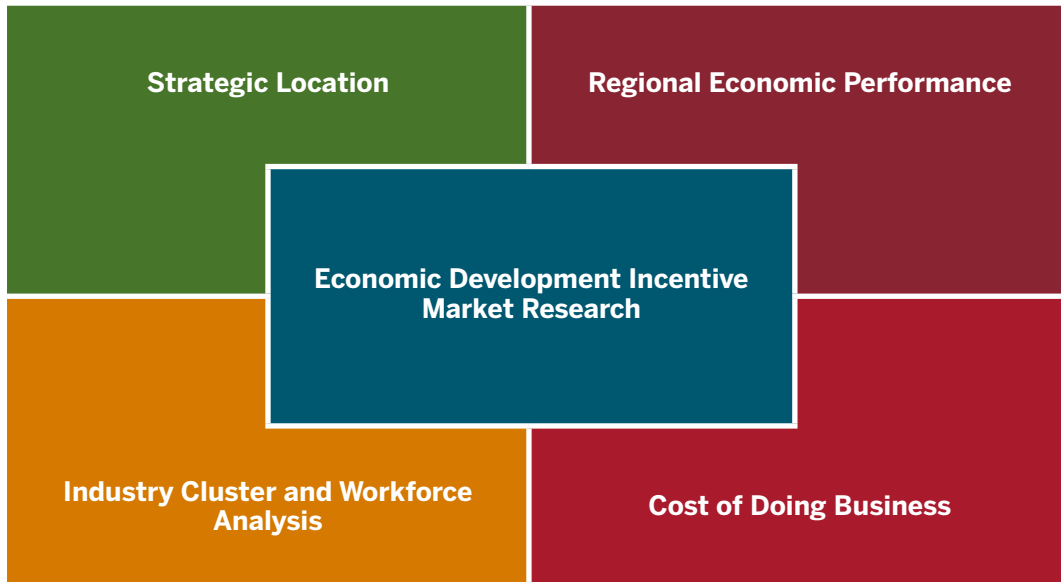 Strategic Location
Regional Economic Performance
Economic Development Incentive
Market Research
Industry Cluster and Workforce
Analysis
Cost of Doing Business